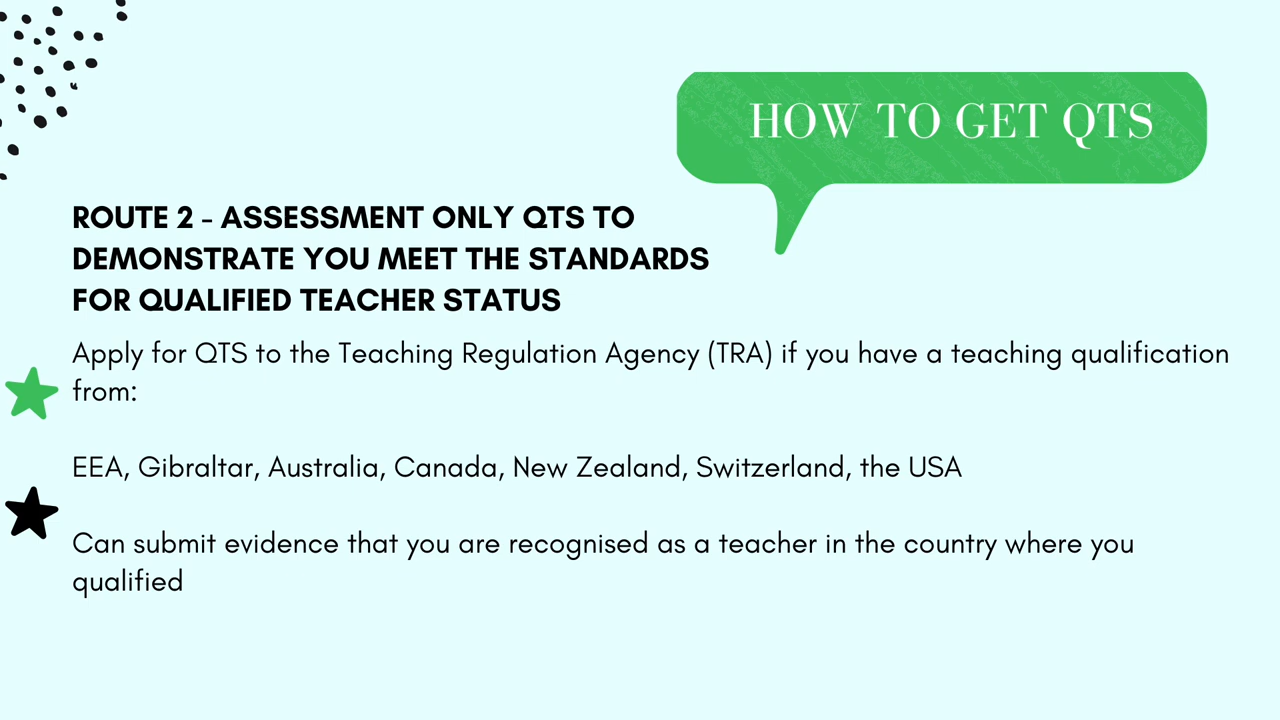 HOW TO GET QTS
ROUTE 2 - ASSESSMENT ONLY QTS TO
DEMONSTRATE YOU MEET THE STANDARDS
FOR QUALIFIED TEACHER STATUS
Apply for QTS to the Teaching Regulation Agency (TRA) if you have a teaching qualification
from:
EEA, Gibraltar, Australia, Canada, New Zealand, Switzerland, the USA
Can submit evidence that you are recognised as a teacher in the country where you
qualified